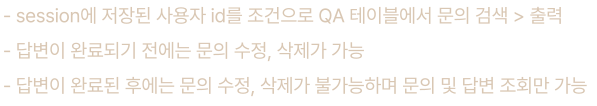 - session에 저장된 사용자 id를 조건으로 QA 테이블에서 문의 검색 > 출력
- 답변이 완료되기 전에는 문의 수정, 삭제가 가능
- 답변이 완료된 후에는 문의 수정, 삭제가 불가능하며 문의 및 답변 조회만 가능